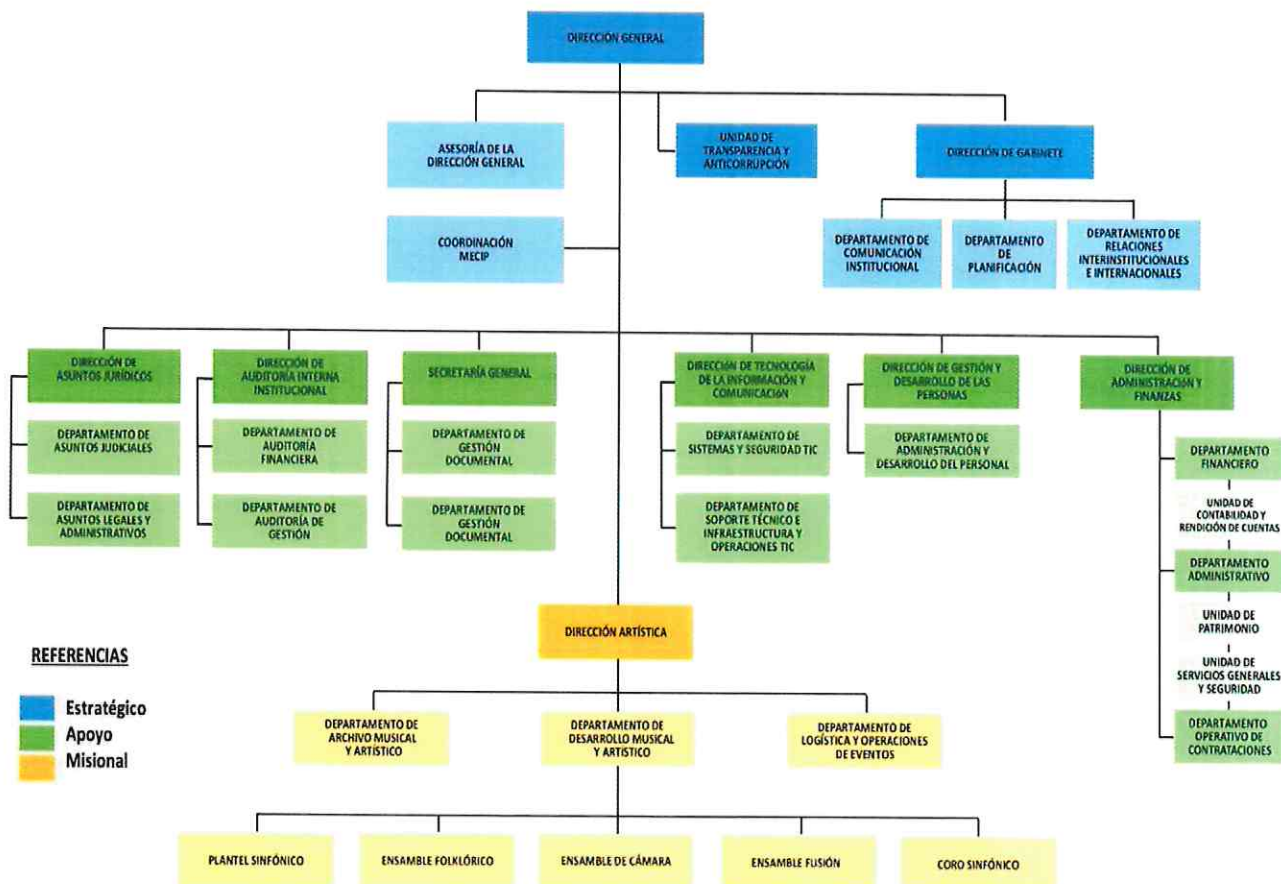 DIRECCIÓN GENERAL
ASESORÍA DE LA
DIRECCIÓN GENERAL
UNIDAD DE
TRANSPARENCIA Y
ANTICORRUPCIÓN
DIRECCIÓN DE GABINETE
COORDINACIÓN
MECIP
DEPARTAMENTO DE
COMUNICACIÓN
INSTITUCIONAL
DEPARTAMENTO
DE
PLANIFICACIÓN
DEPARTAMENTO DE
RELACIONES
INTERINSTITUCIONALES
E INTERNACIONALES
DIRECCIÓN DE
ASUNTOS JURÍDICOS
DEPARTAMENTO DE
ASUNTOS JUDICIALES
DEPARTAMENTO DE
ASUNTOS LEGALES Y
ADMINISTRATIVOS
DIRECCIÓN DE
AUDITORÍA INTERNA
INSTITUCIONAL
DEPARTAMENTO DE
AUDITORÍA
FINANCIERA
DEPARTAMENTO DE
AUDITORÍA DE
GESTIÓN
SECRETARÍA GENERAL
DEPARTAMENTO DE
GESTIÓN
DOCUMENTAL
DEPARTAMENTO DE
GESTIÓN
DOCUMENTAL
DIRECCIÓN DE TECNOLOGÍA
DE LA INFORMACIÓN Y
COMUNICACIÓN
DEPARTAMENTO DE
SISTEMAS Y SEGURIDAD TIC
DEPARTAMENTO DE
SOPORTE TÉCNICO E
INFRAESTRUCTURA Y
OPERACIONES TIC
DIRECCIÓN DE GESTIÓN Y
DESARROLLO DE LAS
PERSONAS
DEPARTAMENTO DE
ADMINISTRACIÓN Y
DESARROLLO DEL PERSONAL
DIRECCIÓN DE
ADMINISTRACIÓN Y
FINANZAS
DEPARTAMENTO
FINANCIERO
UNIDAD DE
CONTABILIDAD Y
RENDICIÓN DE CUENTAS
DEPARTAMENTO
ADMINISTRATIVO
UNIDAD DE
PATRIMONIO
UNIDAD DE
SERVICIOS GENERALES
Y SEGURIDAD
DEPARTAMENTO
OPERATIVO DE
CONTRATACIONES
DIRECCIÓN ARTÍSTICA
REFERENCIAS
Estratégico
Apoyo
Misional
DEPARTAMENTO DE
ARCHIVO MUSICAL
Y ARTÍSTICO
DEPARTAMENTO DE
DESARROLLO MUSICAL
Y ARTISTICO
DEPARTAMENTO DE
LOGÍSTICA Y OPERACIONES
DE EVENTOS
PLANTEL SINFÓNICO
ENSAMBLE FOLKLÓRICO
ENSAMBLE DE CÁMARA
ENSAMBLE FUSIÓN
CORO SINFÓNICO